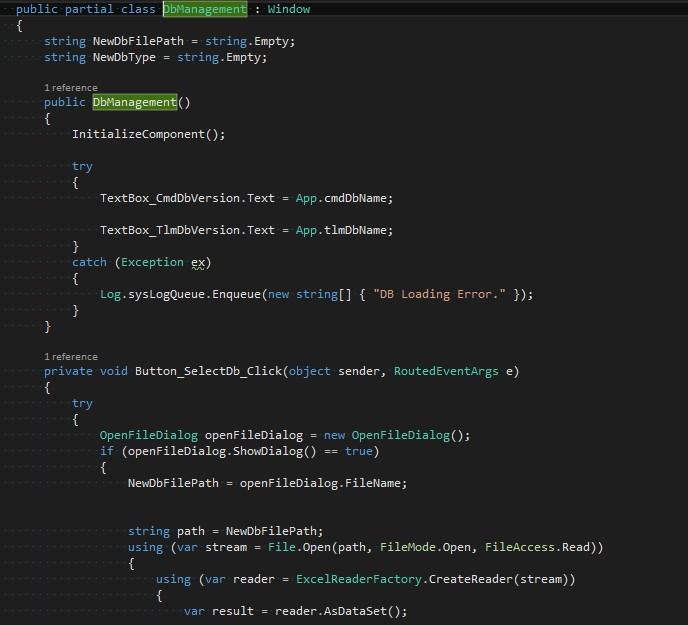 public partial class DbManagement : Window
{
string NewDbFilePath = string.Empty;
string NewDbType = string.Empty;
1 reference
public DbManagement()
{
InitializeComponent();
try
{
TextBox_CmdDbVersion.Text = App.cmdDbName;
TextBox_TlmDbVersion.Text = App.tlmDbName;
}
catch (Exception ex)
{
Log.sysLogQueue.Enqueue(new string[] { "DB Loading Error." });
}
}
1 reference
private void Button_SelectDb_Click(object sender, RoutedEventArgs e)
{
try
{
OpenFileDialog openFileDialog = new OpenFileDialog();
if (openFileDialog.ShowDialog() == true)
{
NewDbFilePath = openFileDialog.FileName;
string path = NewDbFilePath;
using (var stream = File.Open(path, FileMode.Open, FileAccess.Read))
{
using (var reader = ExcelReaderFactory.CreateReader(stream))
{
var result = reader.AsDataSet();